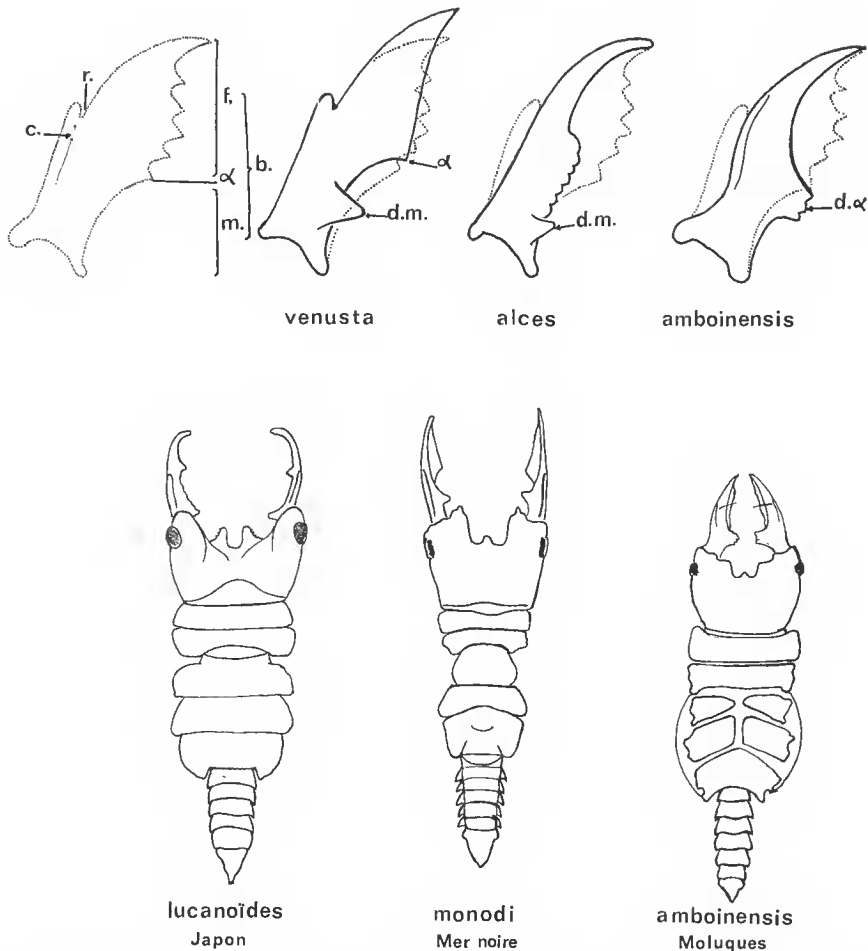 r.
c.
f.
b.
α
m.
α
d.m.
d.m.
d.α
venusta alces amboinensis
lucanoïdes monodi amboinensis
Japon Mer noire Moluques